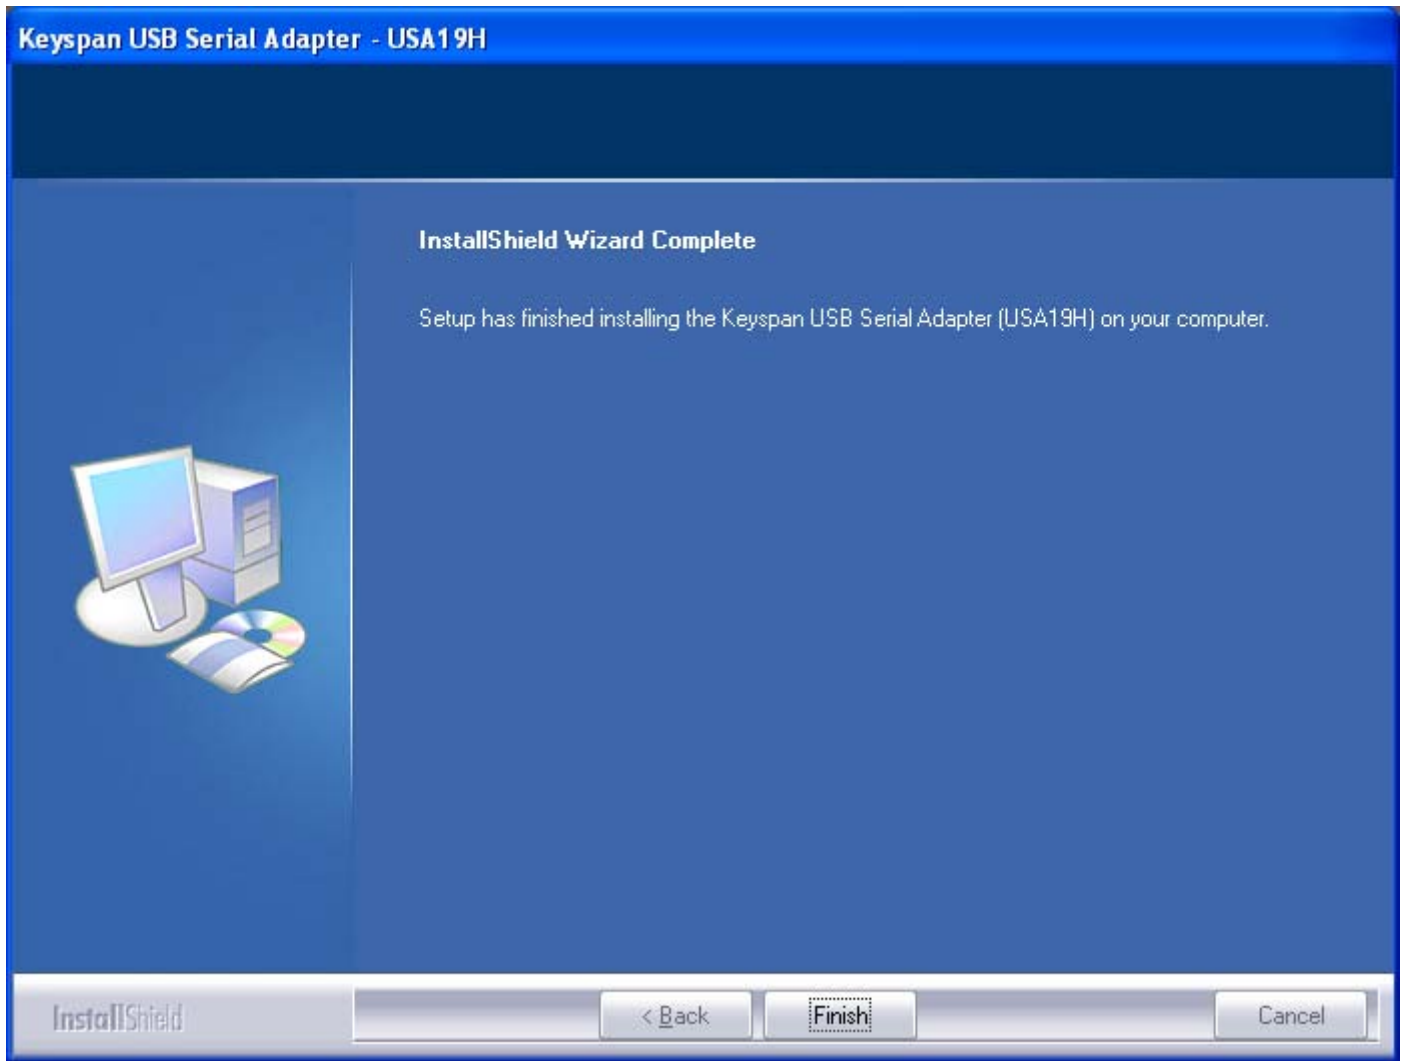 Keyspan USB Serial Adapter - USA19H
InstallShield Wizard Complete
Setup has finished installing the Keyspan USB Serial Adapter (USA19H) on your computer.
InstallShield
< Back
Finish
Cancel